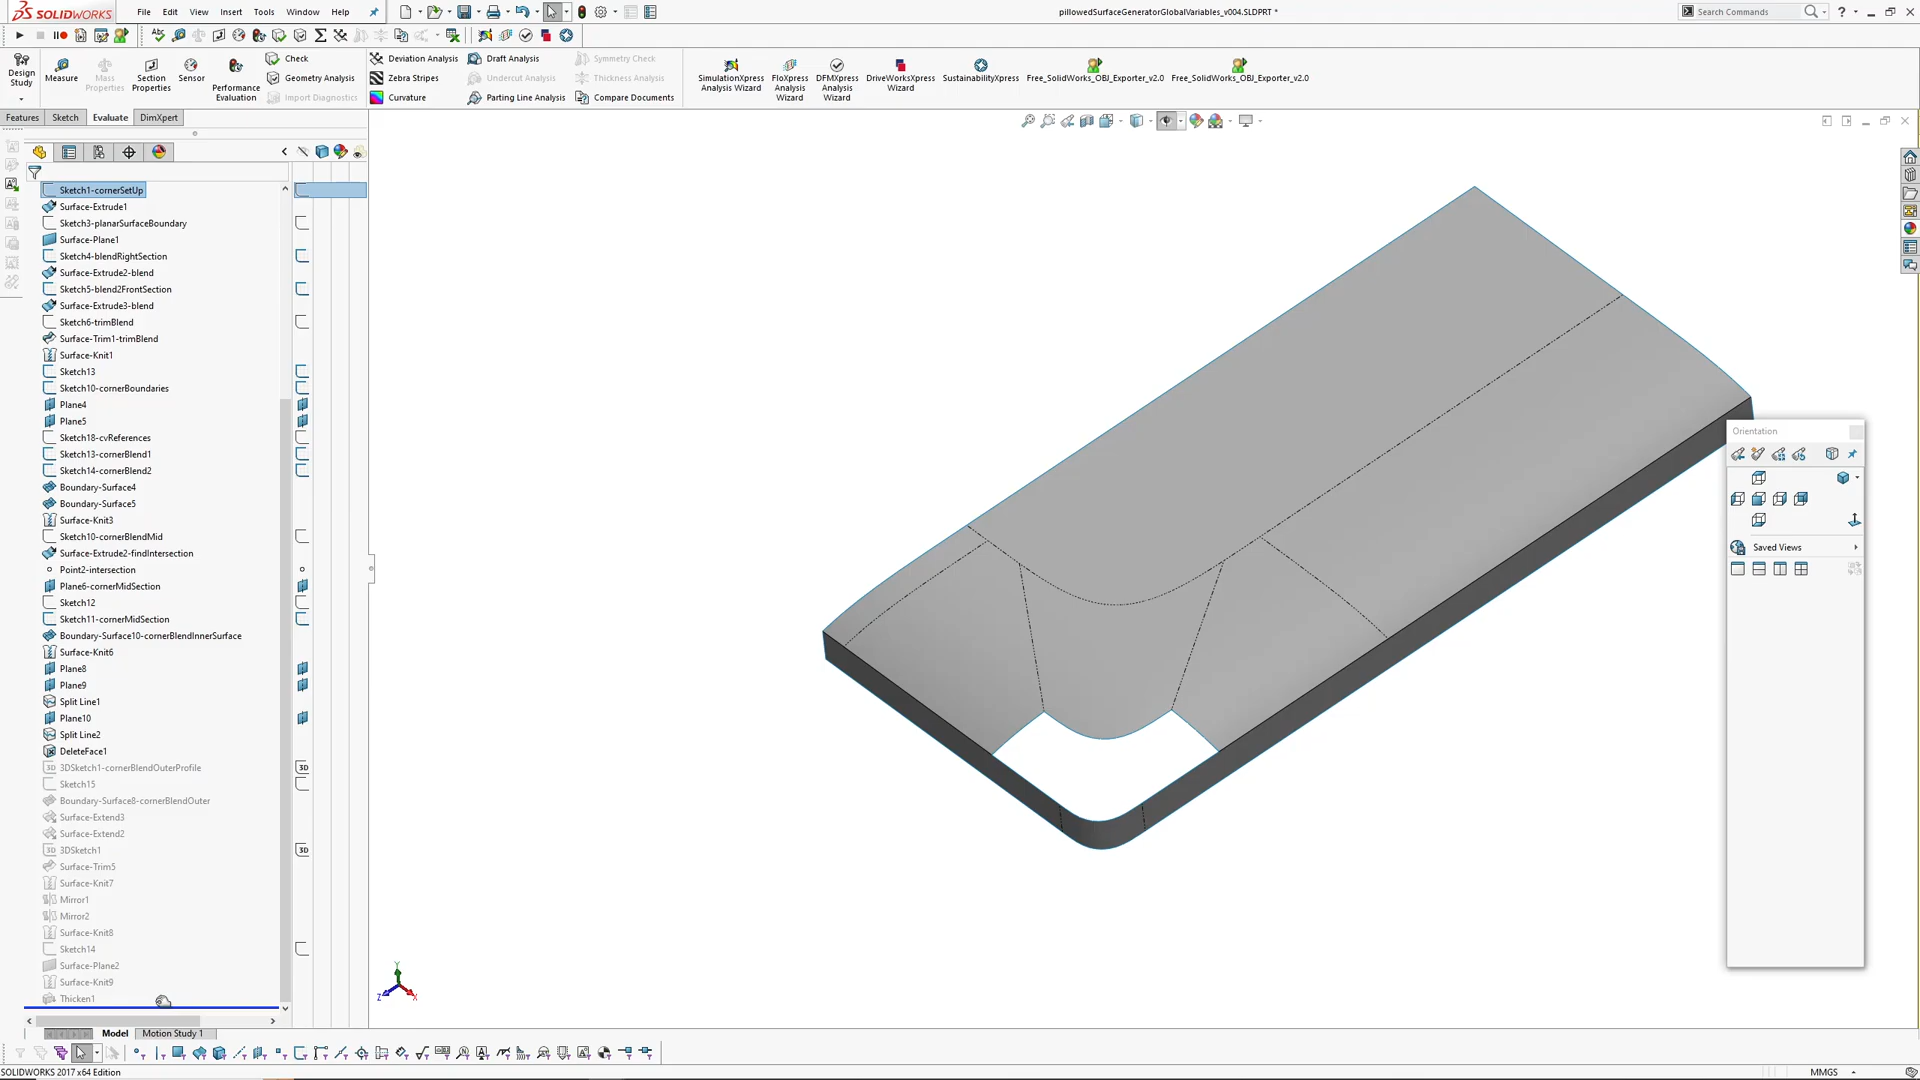 SOLIDWORKS File Edit View Insert Tools Window Help
pillowedSurfaceGeneratorGlobalVariables_v004.SLDPRT *
Search Commands
Design Study
Measure
Mass Properties
Section Properties
Sensor
Performance Evaluation
Check
Geometry Analysis
Import Diagnostics
Deviation Analysis
Zebra Stripes
Curvature
Draft Analysis
Undercut Analysis
Parting Line Analysis
Symmetry Check
Thickness Analysis
Compare Documents
SimulationXpress Analysis Wizard
FloXpress Analysis Wizard
DFMXpress Analysis Wizard
DriveWorksXpress Wizard
SustainabilityXpress
Free_SolidWorks_OBJ_Exporter_v2.0
Free_SolidWorks_OBJ_Exporter_v2.0
Features Sketch Evaluate DimXpert
Sketch1-cornerSetUp
Surface-Extrude1
Sketch3-planarSurfaceBoundary
Surface-Plane1
Sketch4-blendRightSection
Surface-Extrude2-blend
Sketch5-blend2FrontSection
Surface-Extrude3-blend
Sketch6-trimBlend
Surface-Trim1-trimBlend
Surface-Knit1
Sketch13
Sketch10-cornerBoundaries
Plane4
Plane5
Sketch18-cvReferences
Sketch13-cornerBlend1
Sketch14-cornerBlend2
Boundary-Surface4
Boundary-Surface5
Surface-Knit3
Sketch10-cornerBlendMid
Surface-Extrude2-findIntersection
Point2-intersection
Plane6-cornerMidSection
Sketch12
Sketch11-cornerMidSection
Boundary-Surface10-cornerBlendInnerSurface
Surface-Knit6
Plane8
Plane9
Split Line1
Plane10
Split Line2
DeleteFace1
3DSketch1-cornerBlendOuterProfile
Sketch15
Boundary-Surface8-cornerBlendOuter
Surface-Extend3
Surface-Extend2
3DSketch1
Surface-Trim5
Surface-Knit7
Mirror1
Mirror2
Surface-Knit8
Sketch14
Surface-Plane2
Surface-Knit9
Thicken1
Orientation
Saved Views
Y
Z
X
Model Motion Study 1
SOLIDWORKS 2017 x64 Edition
MMGS